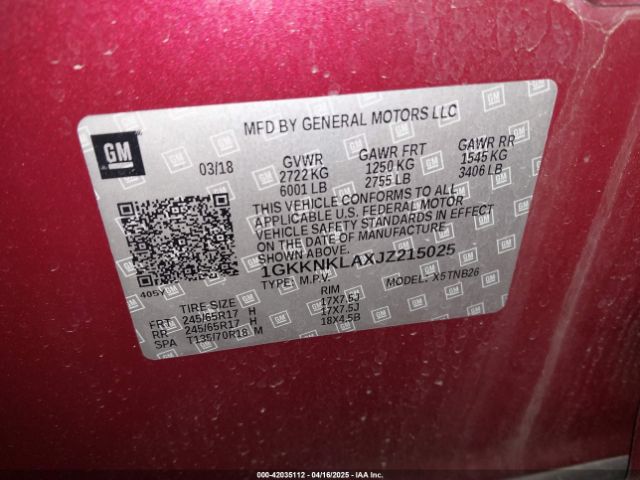 MFD BY GENERAL MOTORS LLC
GM
03/18 GVWR GAWR FRT GAWR RR
2722 KG 1250 KG 1545 KG
6001 LB 2755 LB 3406 LB
THIS VEHICLE CONFORMS TO ALL
APPLICABLE U.S. FEDERAL MOTOR
VEHICLE SAFETY STANDARDS IN EFFECT
ON THE DATE OF MANUFACTURE SHOWN ABOVE.
1GKKNKLAXJZ215025
TYPE: M.P.V. MODEL: X5TNB26
405Y
TIRE SIZE RIM
FRT 245/65R17 H 17X7.5J
RR 245/65R17 H 17X7.5J
SPA T135/70R18 M 18X4.5B
000-42035112 - 04/16/2025 - IAA Inc.